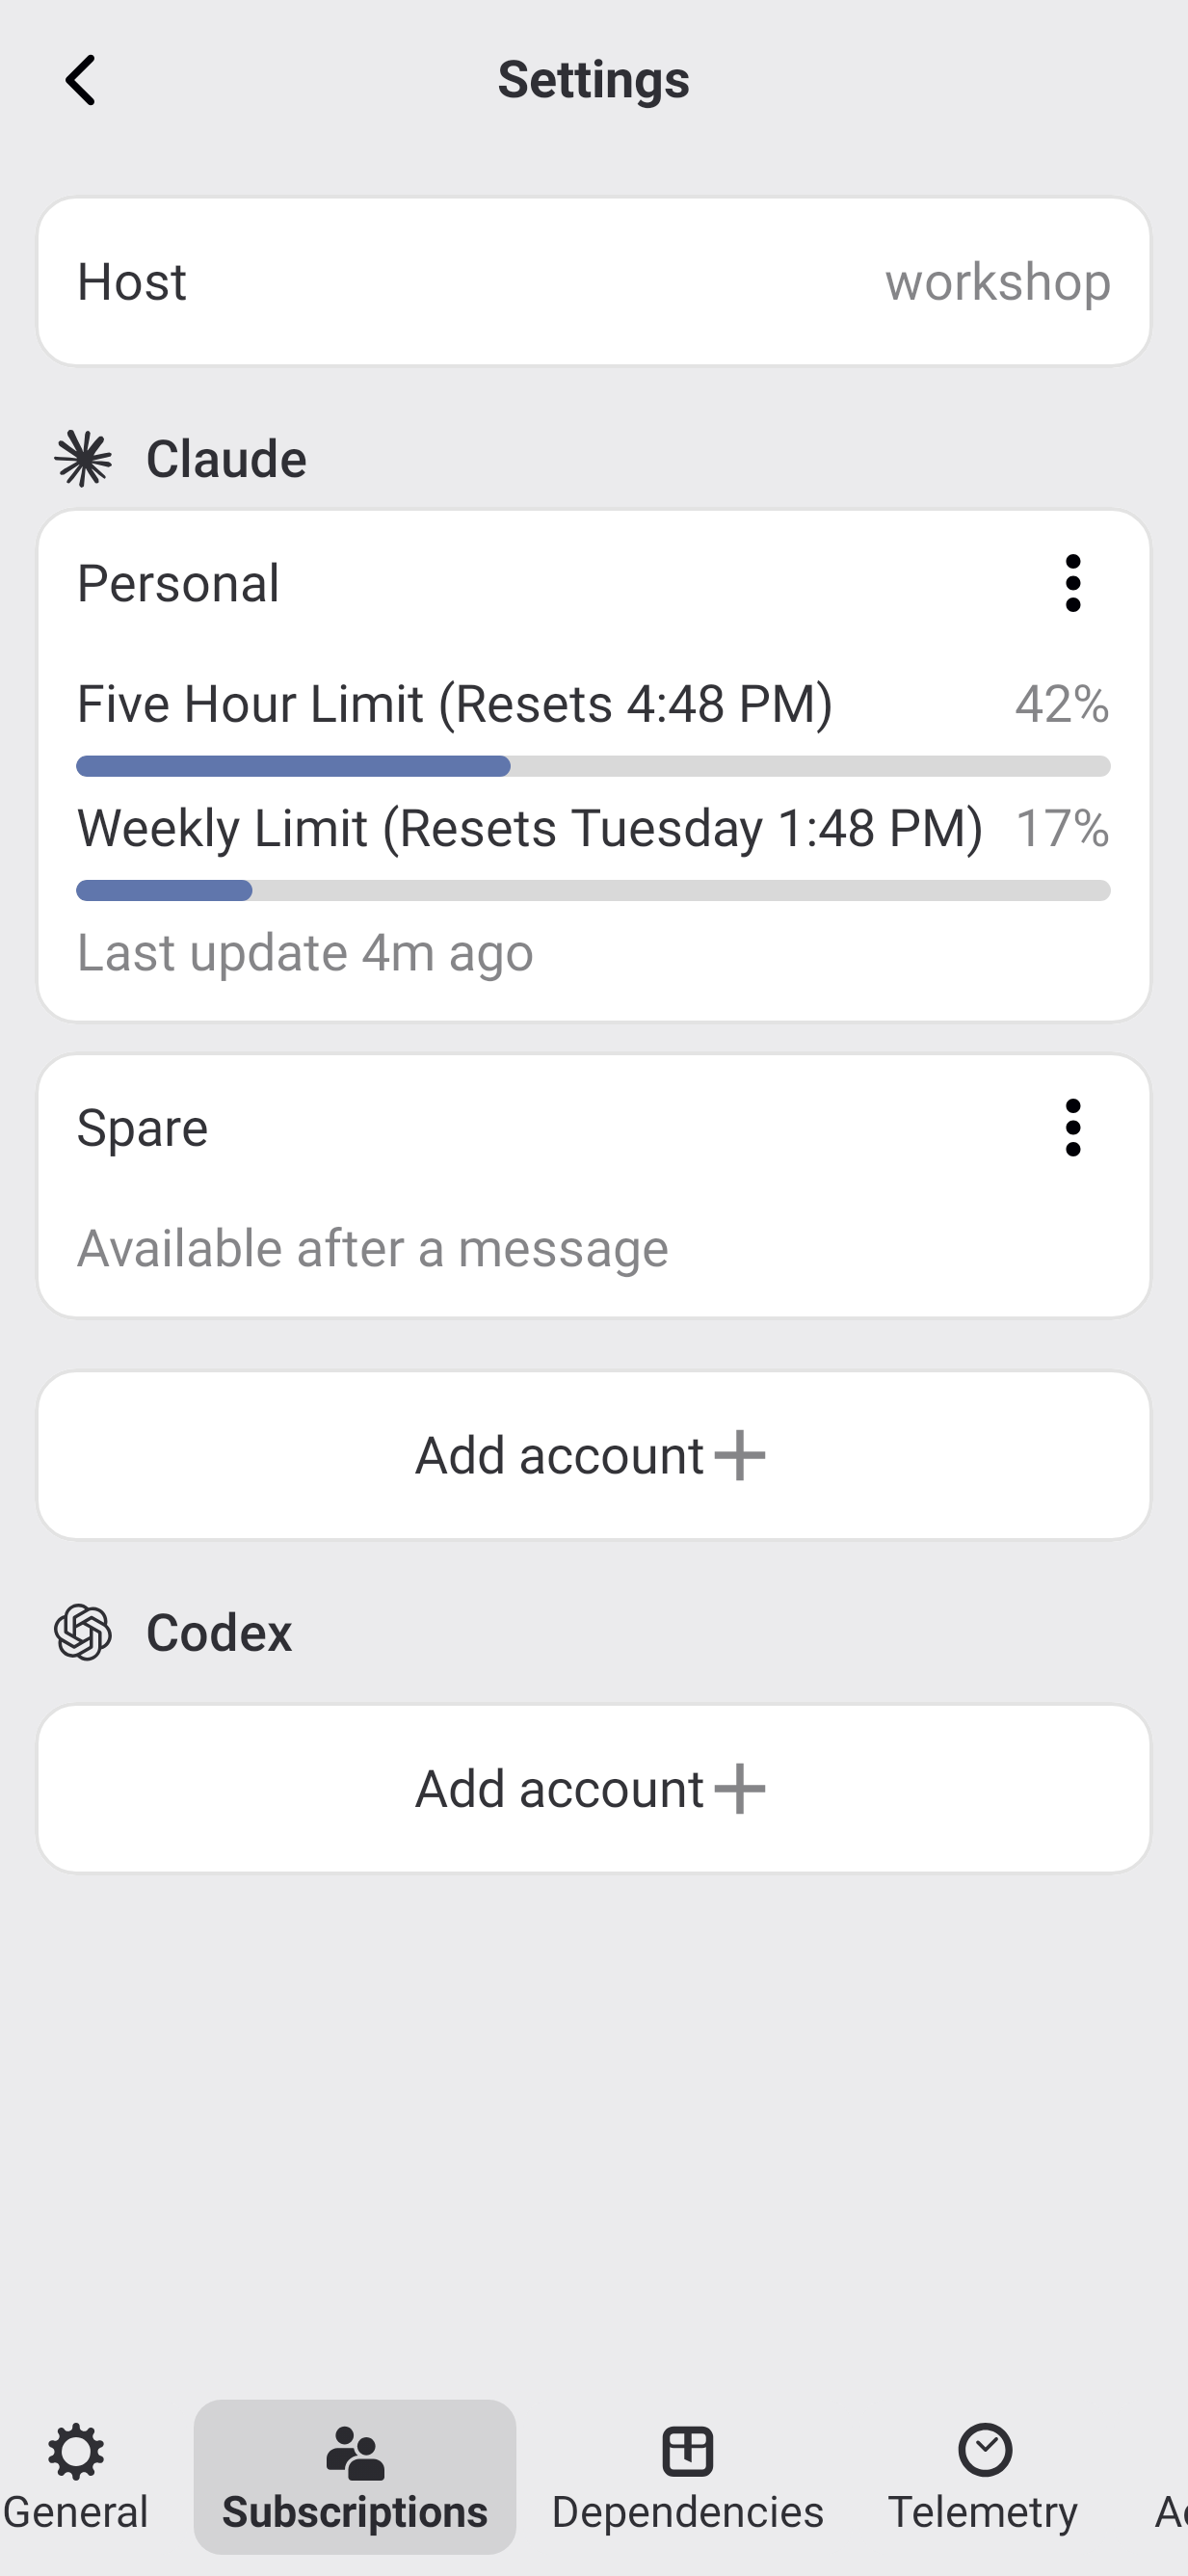 Settings
Host workshop
Claude
Personal
Five Hour Limit (Resets 4:48 PM) 42%
Weekly Limit (Resets Tuesday 1:48 PM) 17%
Last update 4m ago
Spare
Available after a message
Add account
Codex
Add account
General Subscriptions Dependencies Telemetry